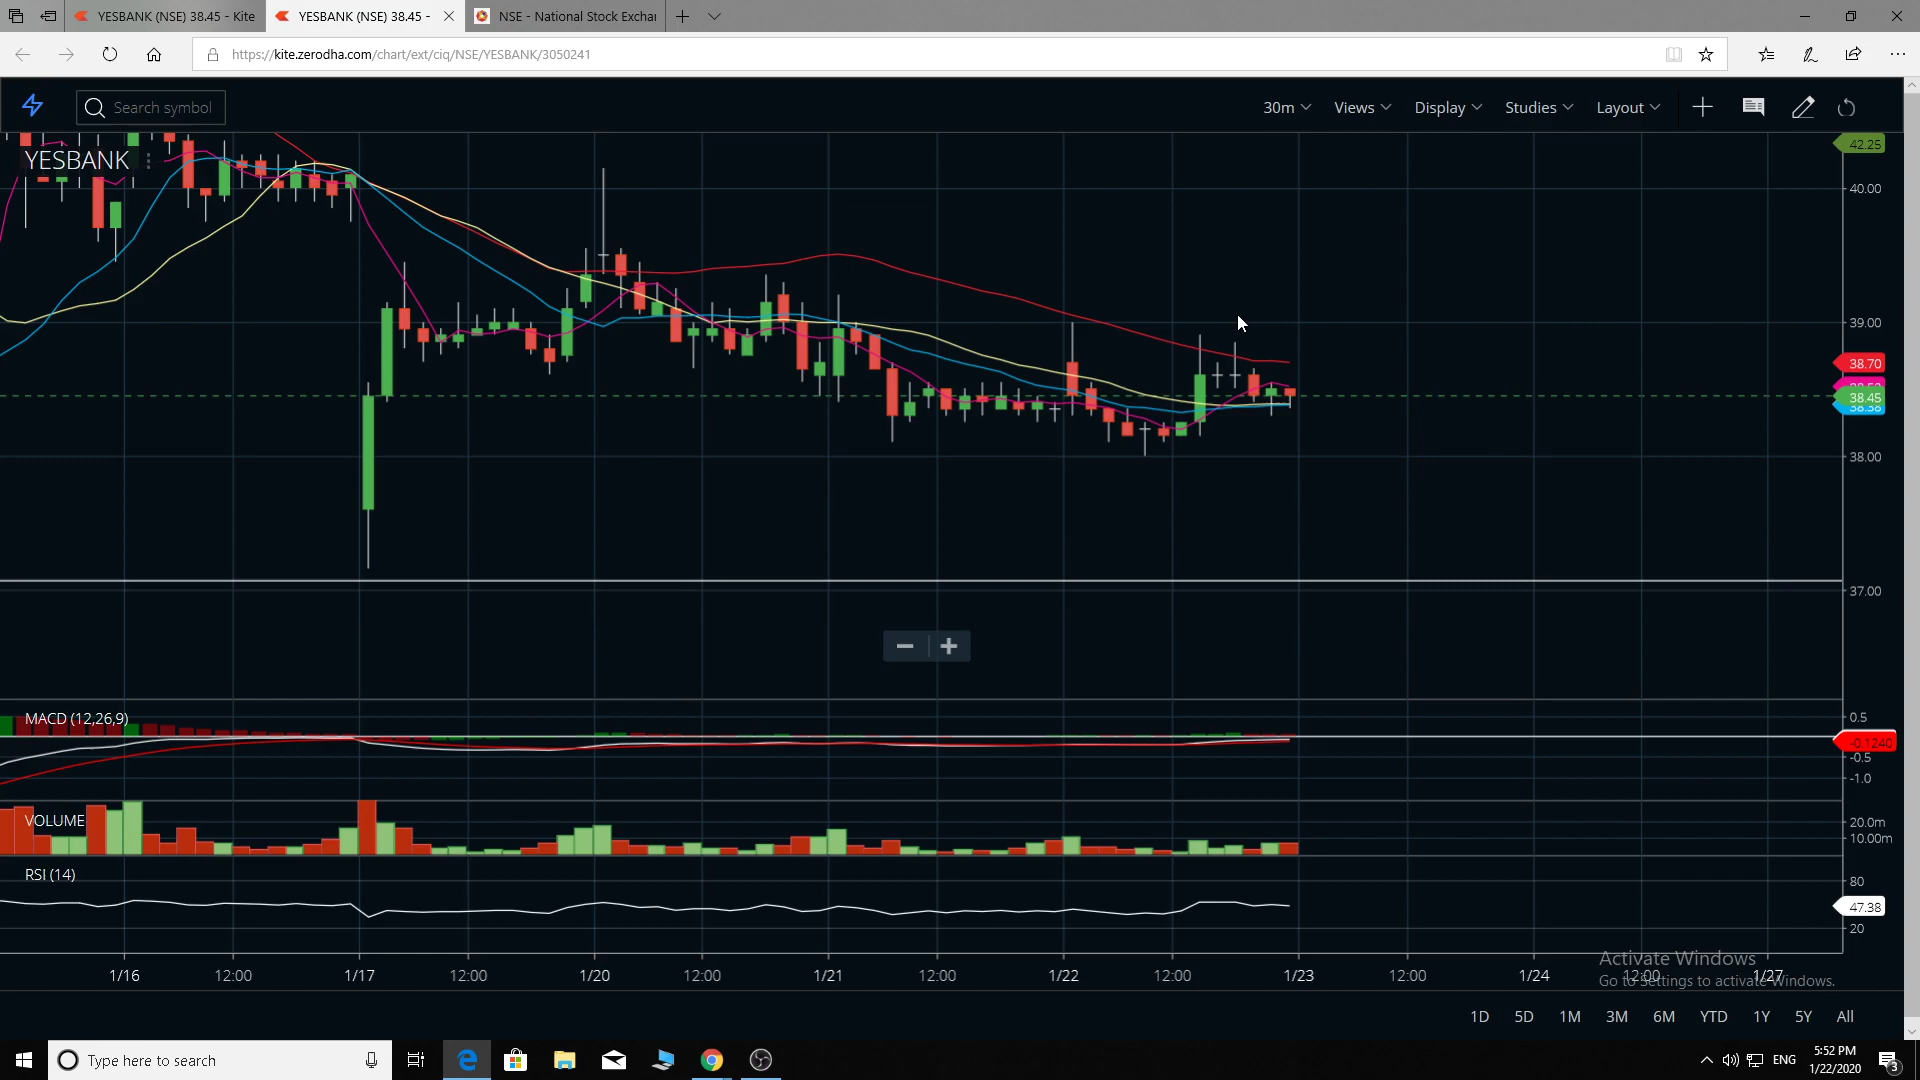 YESBANK (NSE) 38.45 - Kite
YESBANK (NSE) 38.45 -
NSE - National Stock Exchan
https://kite.zerodha.com/chart/ext/ciq/NSE/YESBANK/3050241
Search symbol
30m
Views
Display
Studies
Layout
YESBANK
42.25
40.00
39.00
38.70
38.45
38.38
38.00
37.00
MACD (12,26,9)
0.5
-0.1240
-0.5
-1.0
VOLUME
20.0m
10.00m
RSI (14)
80
47.38
20
Activate Windows
Go to Settings to activate Windows.
1/16
12:00
1/17
12:00
1/20
12:00
1/21
12:00
1/22
12:00
1/23
12:00
1/24
12:00
1/27
1D
5D
1M
3M
6M
YTD
1Y
5Y
All
Type here to search
ENG
5:52 PM
1/22/2020
3